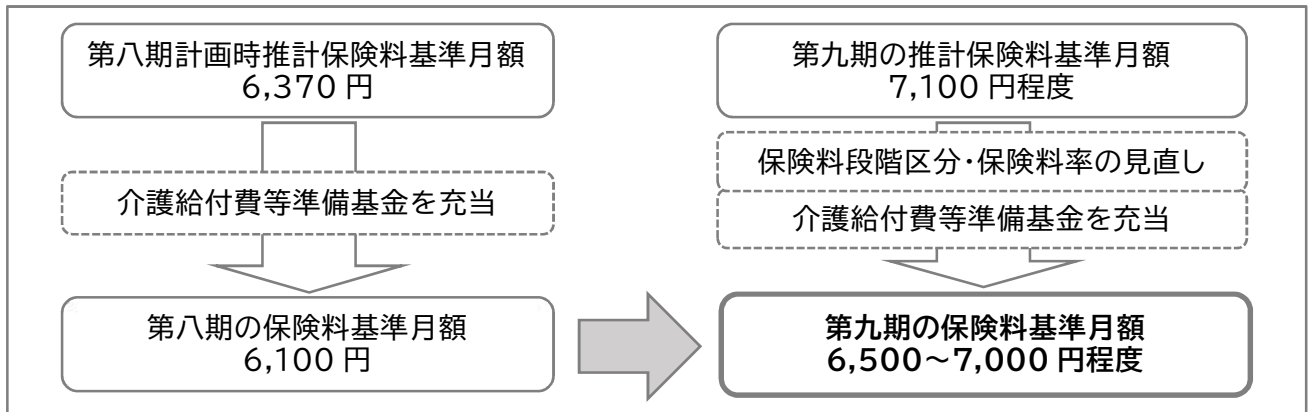 第八期計画時推計保険料基準月額
6,370 円
介護給付費等準備基金を充当
第八期の保険料基準月額
6,100 円
第九期の推計保険料基準月額
7,100 円程度
保険料段階区分・保険料率の見直し
介護給付費等準備基金を充当
第九期の保険料基準月額
6,500~7,000 円程度